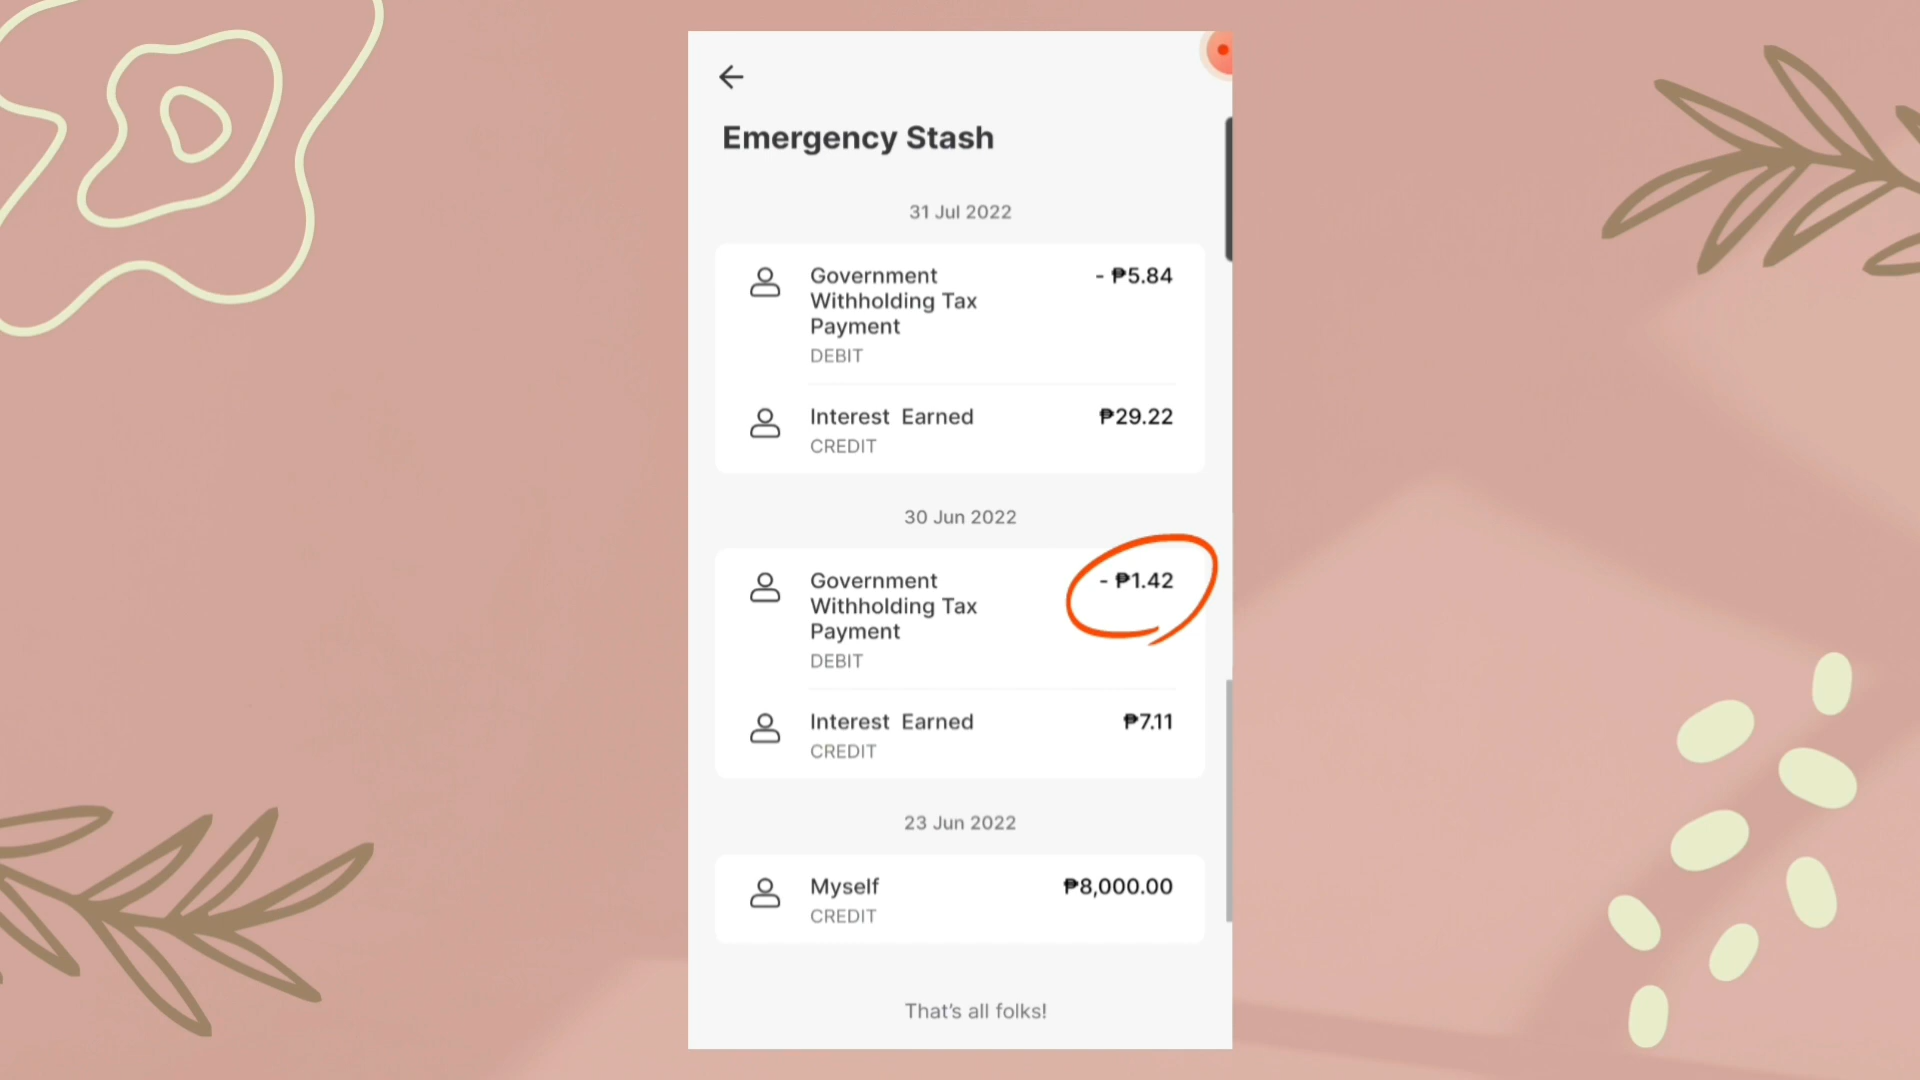 Emergency Stash
31 Jul 2022
Government
Withholding Tax
Payment
- ₱5.84
DEBIT
Interest Earned
₱29.22
CREDIT
30 Jun 2022
Government
Withholding Tax
Payment
- ₱1.42
DEBIT
Interest Earned
₱7.11
CREDIT
23 Jun 2022
Myself
₱8,000.00
CREDIT
That's all folks!